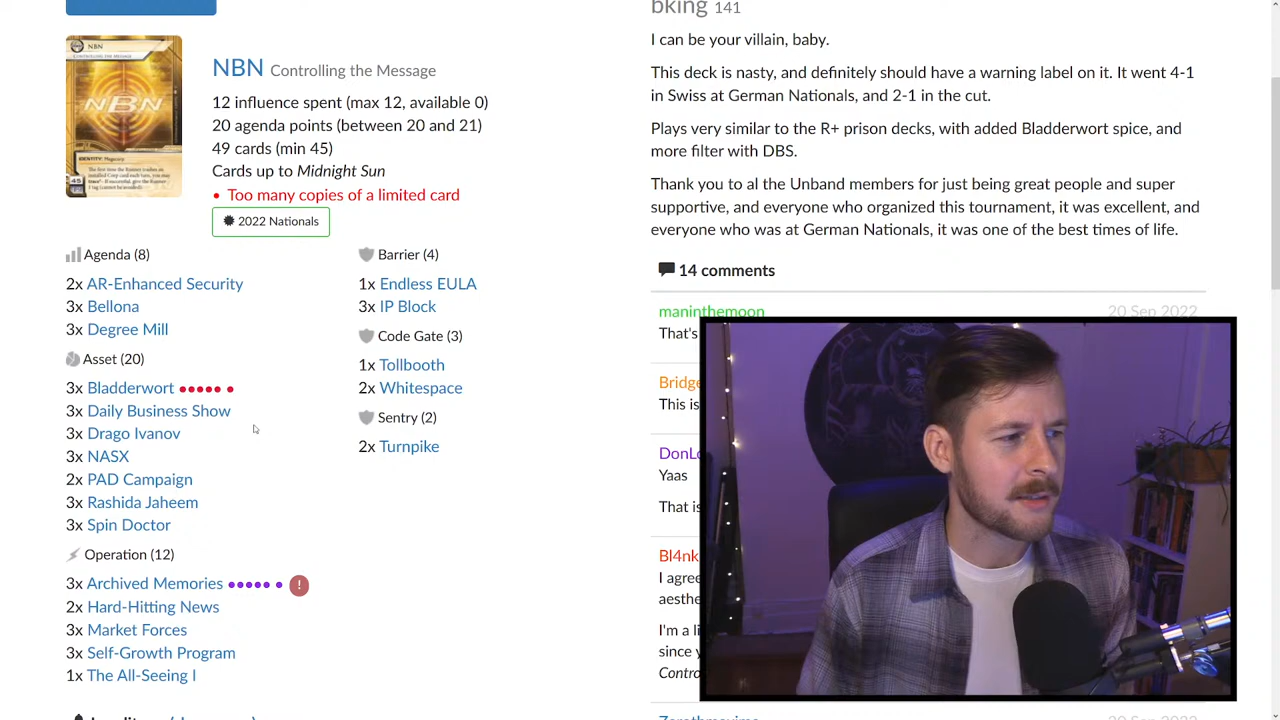 bking 141
NBN Controlling the Message
12 influence spent (max 12, available 0)
20 agenda points (between 20 and 21)
49 cards (min 45)
Cards up to Midnight Sun
• Too many copies of a limited card
2022 Nationals
Agenda (8)
2x AR-Enhanced Security
3x Bellona
3x Degree Mill
Asset (20)
3x Bladderwort
3x Daily Business Show
3x Drago Ivanov
3x NASX
2x PAD Campaign
3x Rashida Jaheem
3x Spin Doctor
Operation (12)
3x Archived Memories
2x Hard-Hitting News
3x Market Forces
3x Self-Growth Program
1x The All-Seeing I
Barrier (4)
1x Endless EULA
3x IP Block
Code Gate (3)
1x Tollbooth
2x Whitespace
Sentry (2)
2x Turnpike
I can be your villain, baby.
This deck is nasty, and definitely should have a warning label on it. It went 4-1
in Swiss at German Nationals, and 2-1 in the cut.
Plays very similar to the R+ prison decks, with added Bladderwort spice, and
more filter with DBS.
Thank you to al the Unband members for just being great people and super
supportive, and everyone who organized this tournament, it was excellent, and
everyone who was at German Nationals, it was one of the best times of life.
14 comments
maninthemoon 20 Sep 2022
That's
Bridge
This is
DonLo
Yaas
That is
Bl4nk
I agree
aesthe
I'm a li
since y
Contro